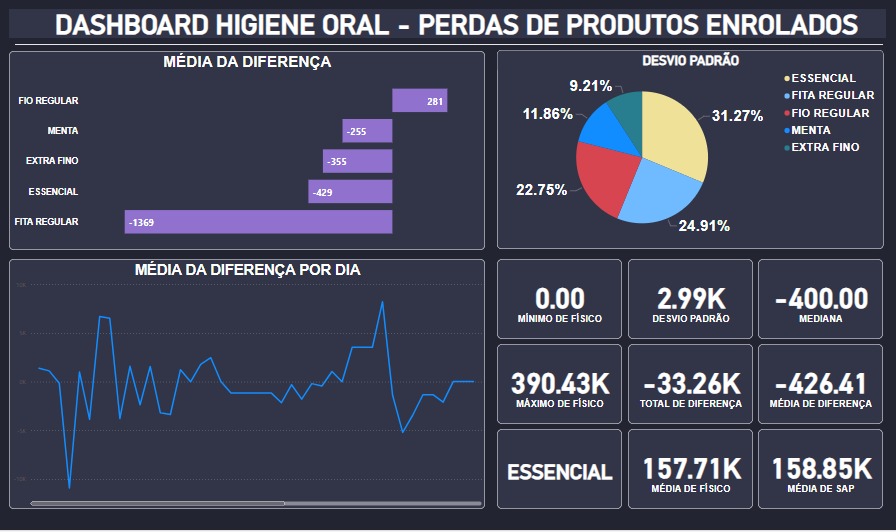 DASHBOARD HIGIENE ORAL - PERDAS DE PRODUTOS ENROLADOS
MÉDIA DA DIFERENÇA
FIO REGULAR
281
MENTA
-255
EXTRA FINO
-355
ESSENCIAL
-429
FITA REGULAR
-1369
DESVIO PADRÃO
9.21%
11.86%
22.75%
31.27%
24.91%
ESSENCIAL
FITA REGULAR
FIO REGULAR
MENTA
EXTRA FINO
MÉDIA DA DIFERENÇA POR DIA
0.00
MÍNIMO DE FÍSICO
2.99K
DESVIO PADRÃO
-400.00
MEDIANA
390.43K
MÁXIMO DE FÍSICO
-33.26K
TOTAL DE DIFERENÇA
-426.41
MÉDIA DE DIFERENÇA
ESSENCIAL
157.71K
MÉDIA DE FÍSICO
158.85K
MÉDIA DE SAP